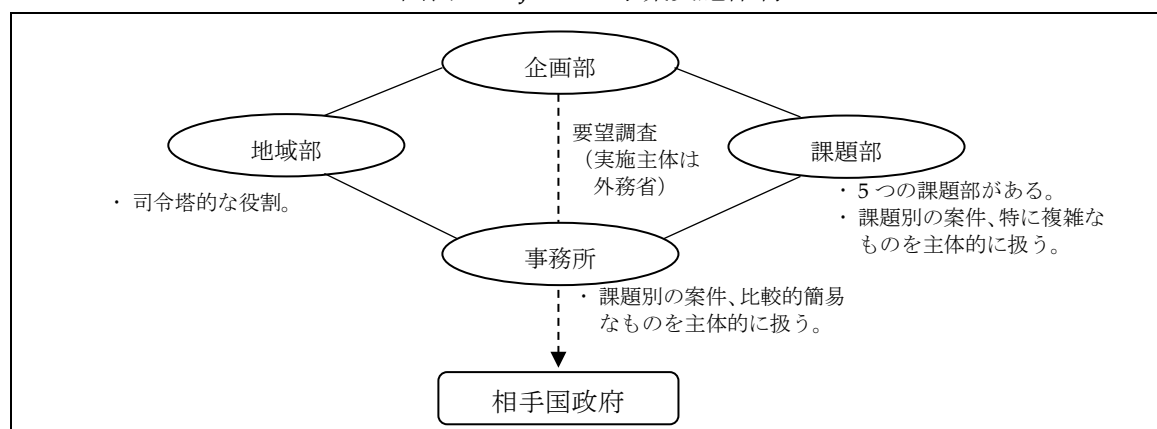 企画部
地域部
要望調査
（実施主体は
外務省）
課題部
・ 司令塔的な役割。
・ 5 つの課題部がある。
・ 課題別の案件、特に複雑な
ものを主体的に扱う。
事務所
・ 課題別の案件、比較的簡易
なものを主体的に扱う。
相手国政府